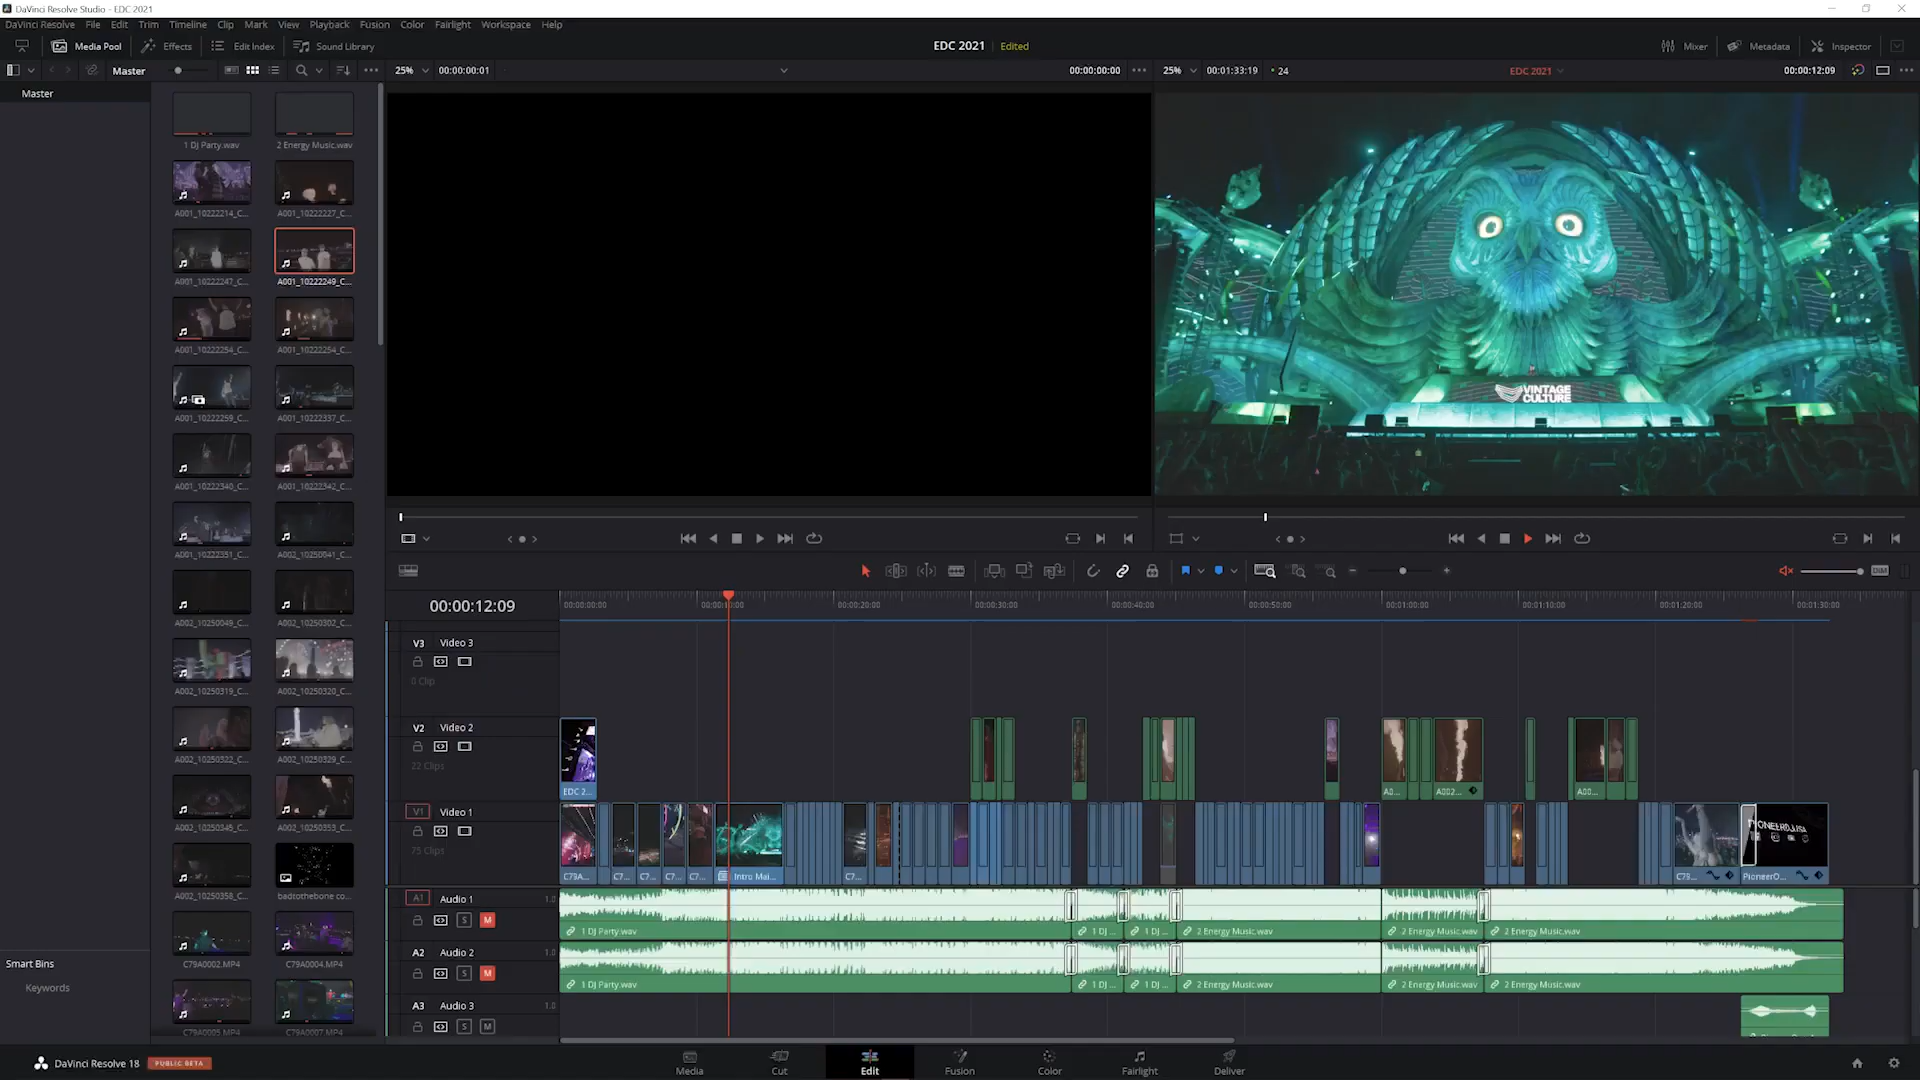 DaVinci Resolve Studio - EDC 2021
DaVinci Resolve File Edit Trim Timeline Clip Mark View Playback Fusion Color Fairlight Workspace Help
Media Pool Effects Edit Index Sound Library EDC 2021 Edited Mixer Metadata Inspector
Master 25% 00:00:00:01 00:00:00:00 25% 00:01:33:19 24 EDC 2021 00:00:12:09
Master
1 DJ Party.wav 2 Energy Music.wav
A001_10222214_C... A001_10222227_C...
A001_10222247_C... A001_10222249_C...
A001_10222254_C... A001_10222254_C...
A001_10222259_C... A001_10222337_C...
A001_10222340_C... A001_10222342_C...
A001_10222351_C... A002_10250041_C...
A002_10250049_C... A002_10250302_C...
A002_10250319_C... A002_10250320_C...
A002_10250322_C... A002_10250329_C...
A002_10250345_C... A002_10250353_C...
A002_10250358_C... badtothebone co...
C79A0002.MP4 C79A0004.MP4
C79A0005.MP4 C79A0007.MP4
Smart Bins
Keywords
VINTAGE
CULTURE
DIM
00:00:12:09
00:00:00:00 00:00:10:00 00:00:20:00 00:00:30:00 00:00:40:00 00:00:50:00 00:01:00:00 00:01:10:00 00:01:20:00 00:01:30:00
V3 Video 3
0 Clip
V2 Video 2
22 Clips
EDC 2... A0... A002... A00...
V1 Video 1
75 Clips
C79A... C7... C7... C7... C7... Intro Mai... C7... C79... PioneerO...
A1 Audio 1 1.0
S M
1 DJ Party.wav 1 DJ ... 1 DJ ... 2 Energy Music.wav 2 Energy Music.wav 2 Energy Music.wav
A2 Audio 2 1.0
S M
1 DJ Party.wav 1 DJ ... 1 DJ ... 2 Energy Music.wav 2 Energy Music.wav 2 Energy Music.wav
A3 Audio 3 1.0
S M
DaVinci Resolve 18 PUBLIC BETA
Media Cut Edit Fusion Color Fairlight Deliver